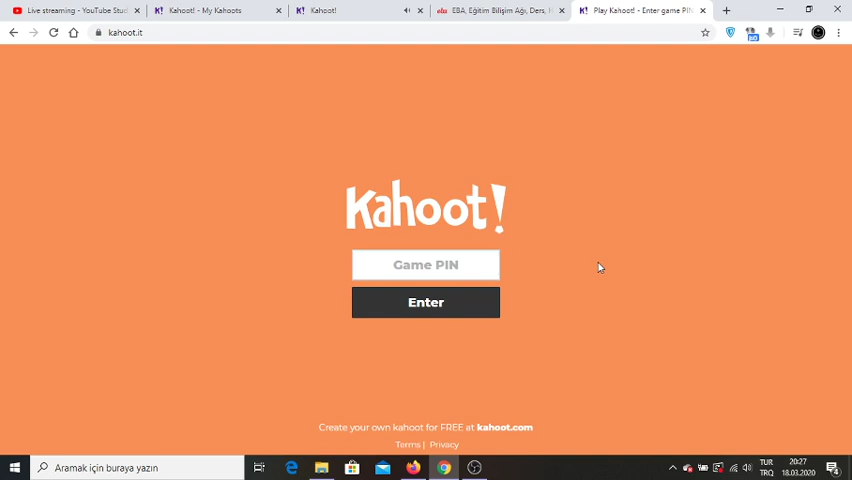 Live streaming - YouTube Stud
Kahoot! - My Kahoots
Kahoot!
EBA, Eğitim Bilişim Ağı, Ders, H
Play Kahoot! - Enter game PIN
kahoot.it
Kahoot!
Game PIN
Enter
Create your own kahoot for FREE at kahoot.com
Terms | Privacy
Aramak için buraya yazın
TUR
TRQ
20:27
18.03.2020
4